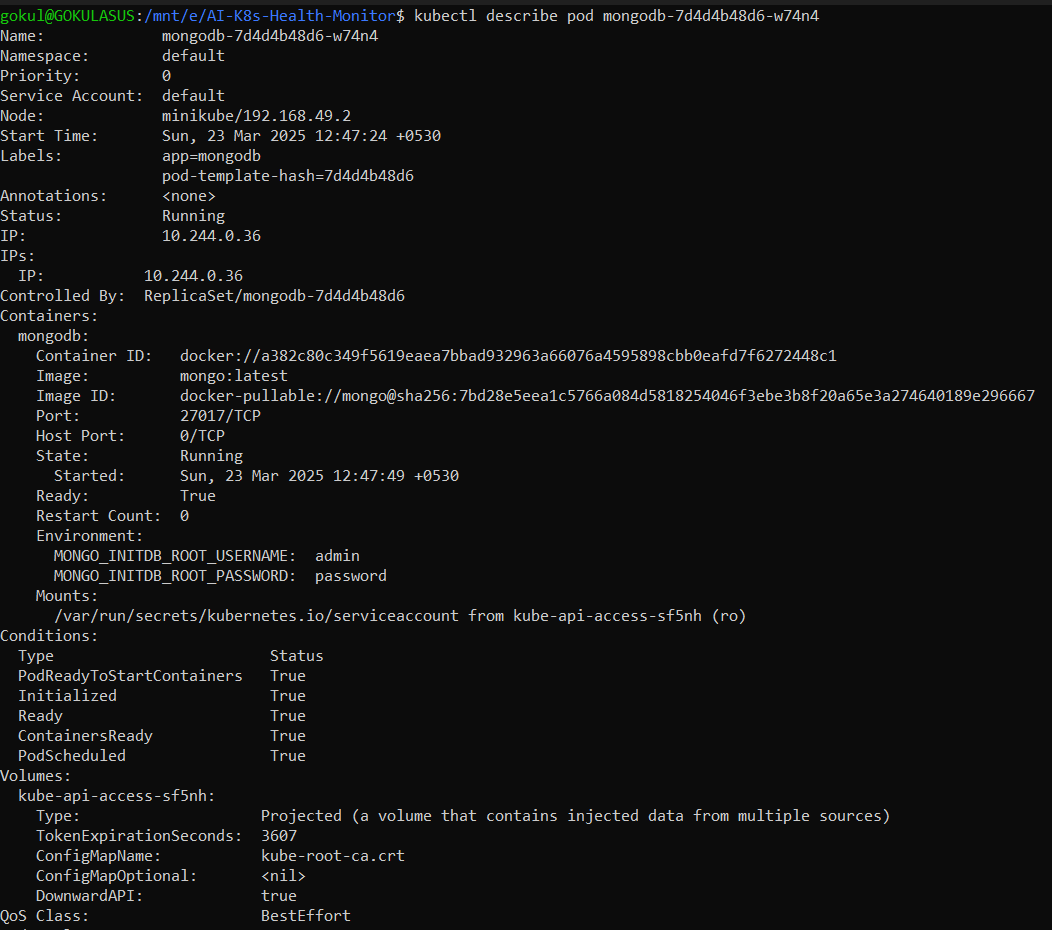 gokul@GOKULASUS:/mnt/e/AI-K8s-Health-Monitor$ kubectl describe pod mongodb-7d4d4b48d6-w74n4
Name:             mongodb-7d4d4b48d6-w74n4
Namespace:        default
Priority:         0
Service Account:  default
Node:             minikube/192.168.49.2
Start Time:       Sun, 23 Mar 2025 12:47:24 +0530
Labels:           app=mongodb
                  pod-template-hash=7d4d4b48d6
Annotations:      <none>
Status:           Running
IP:               10.244.0.36
IPs:
  IP:           10.244.0.36
Controlled By:  ReplicaSet/mongodb-7d4d4b48d6
Containers:
  mongodb:
    Container ID:   docker://a382c80c349f5619eaea7bbad932963a66076a4595898cbb0eafd7f6272448c1
    Image:          mongo:latest
    Image ID:       docker-pullable://mongo@sha256:7bd28e5eea1c5766a084d5818254046f3ebe3b8f20a65e3a274640189e296667
    Port:           27017/TCP
    Host Port:      0/TCP
    State:          Running
      Started:      Sun, 23 Mar 2025 12:47:49 +0530
    Ready:          True
    Restart Count:  0
    Environment:
      MONGO_INITDB_ROOT_USERNAME:  admin
      MONGO_INITDB_ROOT_PASSWORD:  password
    Mounts:
      /var/run/secrets/kubernetes.io/serviceaccount from kube-api-access-sf5nh (ro)
Conditions:
  Type                        Status
  PodReadyToStartContainers   True
  Initialized                 True
  Ready                       True
  ContainersReady             True
  PodScheduled                True
Volumes:
  kube-api-access-sf5nh:
    Type:                    Projected (a volume that contains injected data from multiple sources)
    TokenExpirationSeconds:  3607
    ConfigMapName:           kube-root-ca.crt
    ConfigMapOptional:       <nil>
    DownwardAPI:             true
QoS Class:                   BestEffort